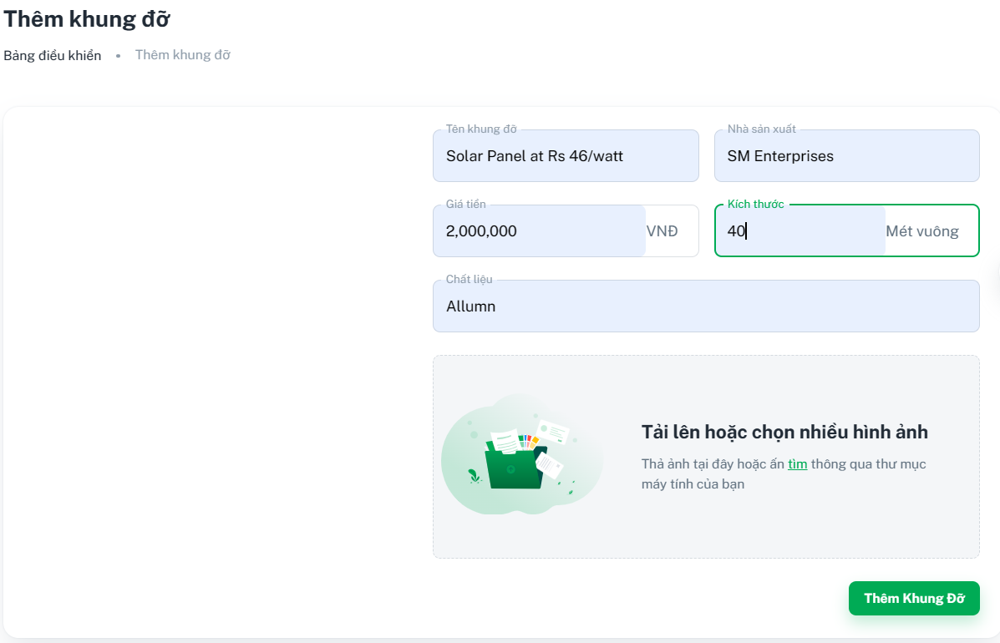 Thêm khung đỡ
Bảng điều khiển • Thêm khung đỡ
Tên khung đỡ
Solar Panel at Rs 46/watt
Nhà sản xuất
SM Enterprises
Giá tiền
2,000,000 VNĐ
Kích thước
40 Mét vuông
Chất liệu
Allumn
Tải lên hoặc chọn nhiều hình ảnh
Thả ảnh tại đây hoặc ấn tìm thông qua thư mục
máy tính của bạn
Thêm Khung Đỡ